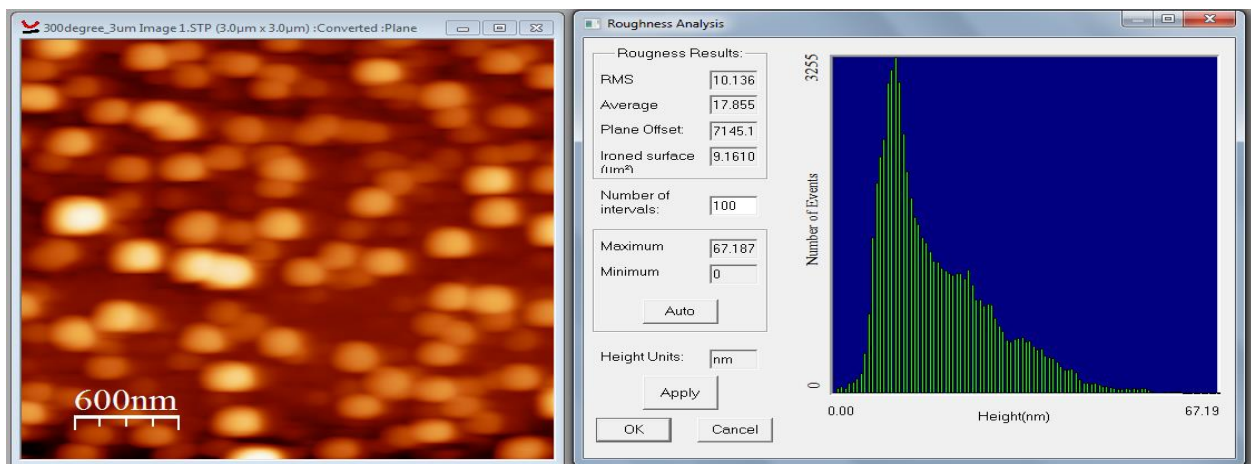 300degree_3um Image 1.STP (3.0µm x 3.0µm) :Converted :Plane
600nm
Roughness Analysis
Rougness Results:
RMS 10.136
Average 17.855
Plane Offset: 7145.1
Ironed surface 9.1610
(µm²)
Number of
intervals: 100
Maximum 67.187
Minimum 0
Auto
Height Units: nm
Apply
OK Cancel
3255
Number of Events
0
0.00 Height(nm) 67.19